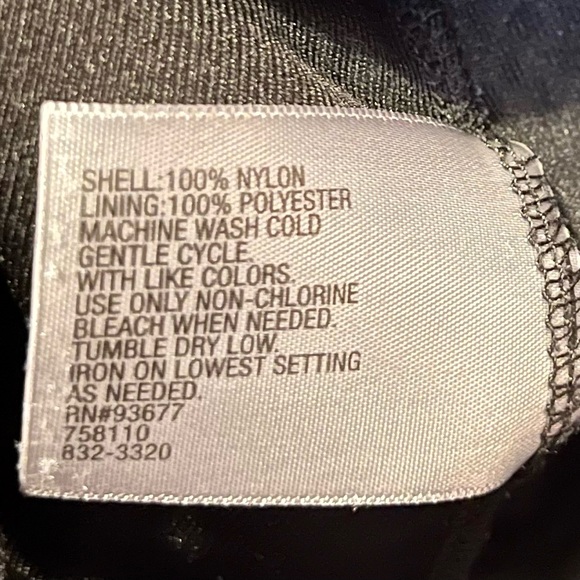 SHELL:100% NYLON
LINING:100% POLYESTER
MACHINE WASH COLD
GENTLE CYCLE.
WITH LIKE COLORS.
USE ONLY NON-CHLORINE
BLEACH WHEN NEEDED.
TUMBLE DRY LOW.
IRON ON LOWEST SETTING
AS NEEDED.
RN#93677
758110
832-3320